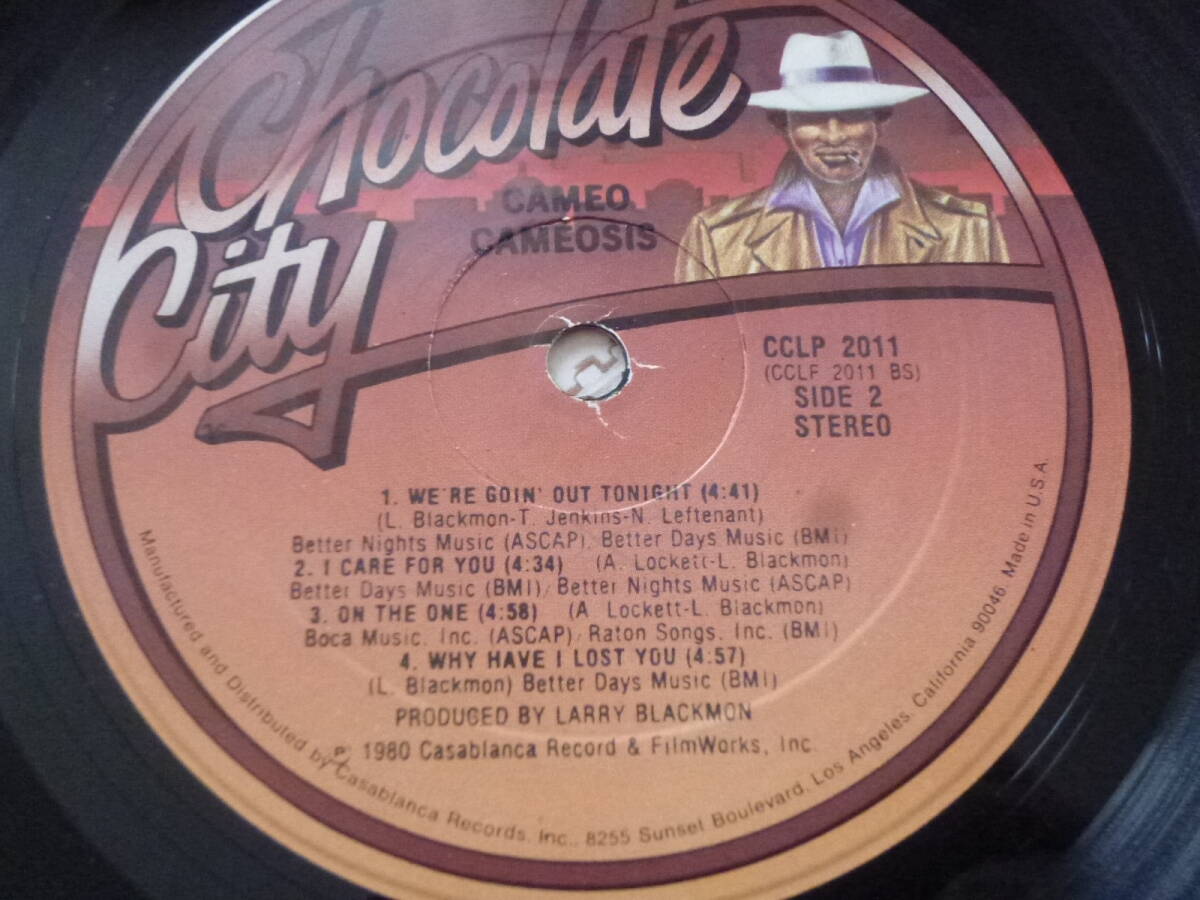 Chocolate
City
CAMEO
CAMEOSIS
CCLP 2011
(CCLP 2011 BS)
SIDE 2
STEREO
1. WE'RE GOIN' OUT TONIGHT (4:41)
(L. Blackmon-T. Jenkins-N. Leftenant)
Better Nights Music (ASCAP), Better Days Music (BMI)
2. I CARE FOR YOU (4:34) (A. Lockett-L. Blackmon)
Better Days Music (BMI)/Better Nights Music (ASCAP)
3. ON THE ONE (4:58) (A. Lockett-L. Blackmon)
Boca Music, Inc. (ASCAP)/Raton Songs, Inc. (BMI)
4. WHY HAVE I LOST YOU (4:57)
(L. Blackmon) Better Days Music (BMI)
PRODUCED BY LARRY BLACKMON
℗ 1980 Casablanca Record & FilmWorks, Inc.
Manufactured and Distributed by Casablanca Records, Inc., 8255 Sunset Boulevard, Los Angeles, California 90046. Made in U.S.A.